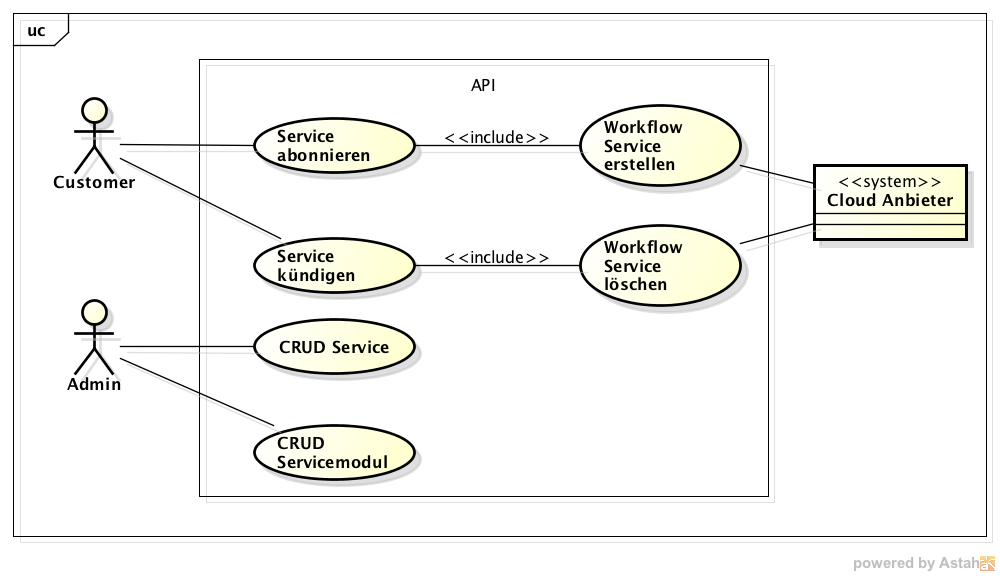 uc
API
Customer
Service
abonnieren
<<include>>
Workflow
Service
erstellen
<<system>>
Cloud Anbieter
Service
kündigen
<<include>>
Workflow
Service
löschen
Admin
CRUD Service
CRUD
Servicemodul
powered by Astah